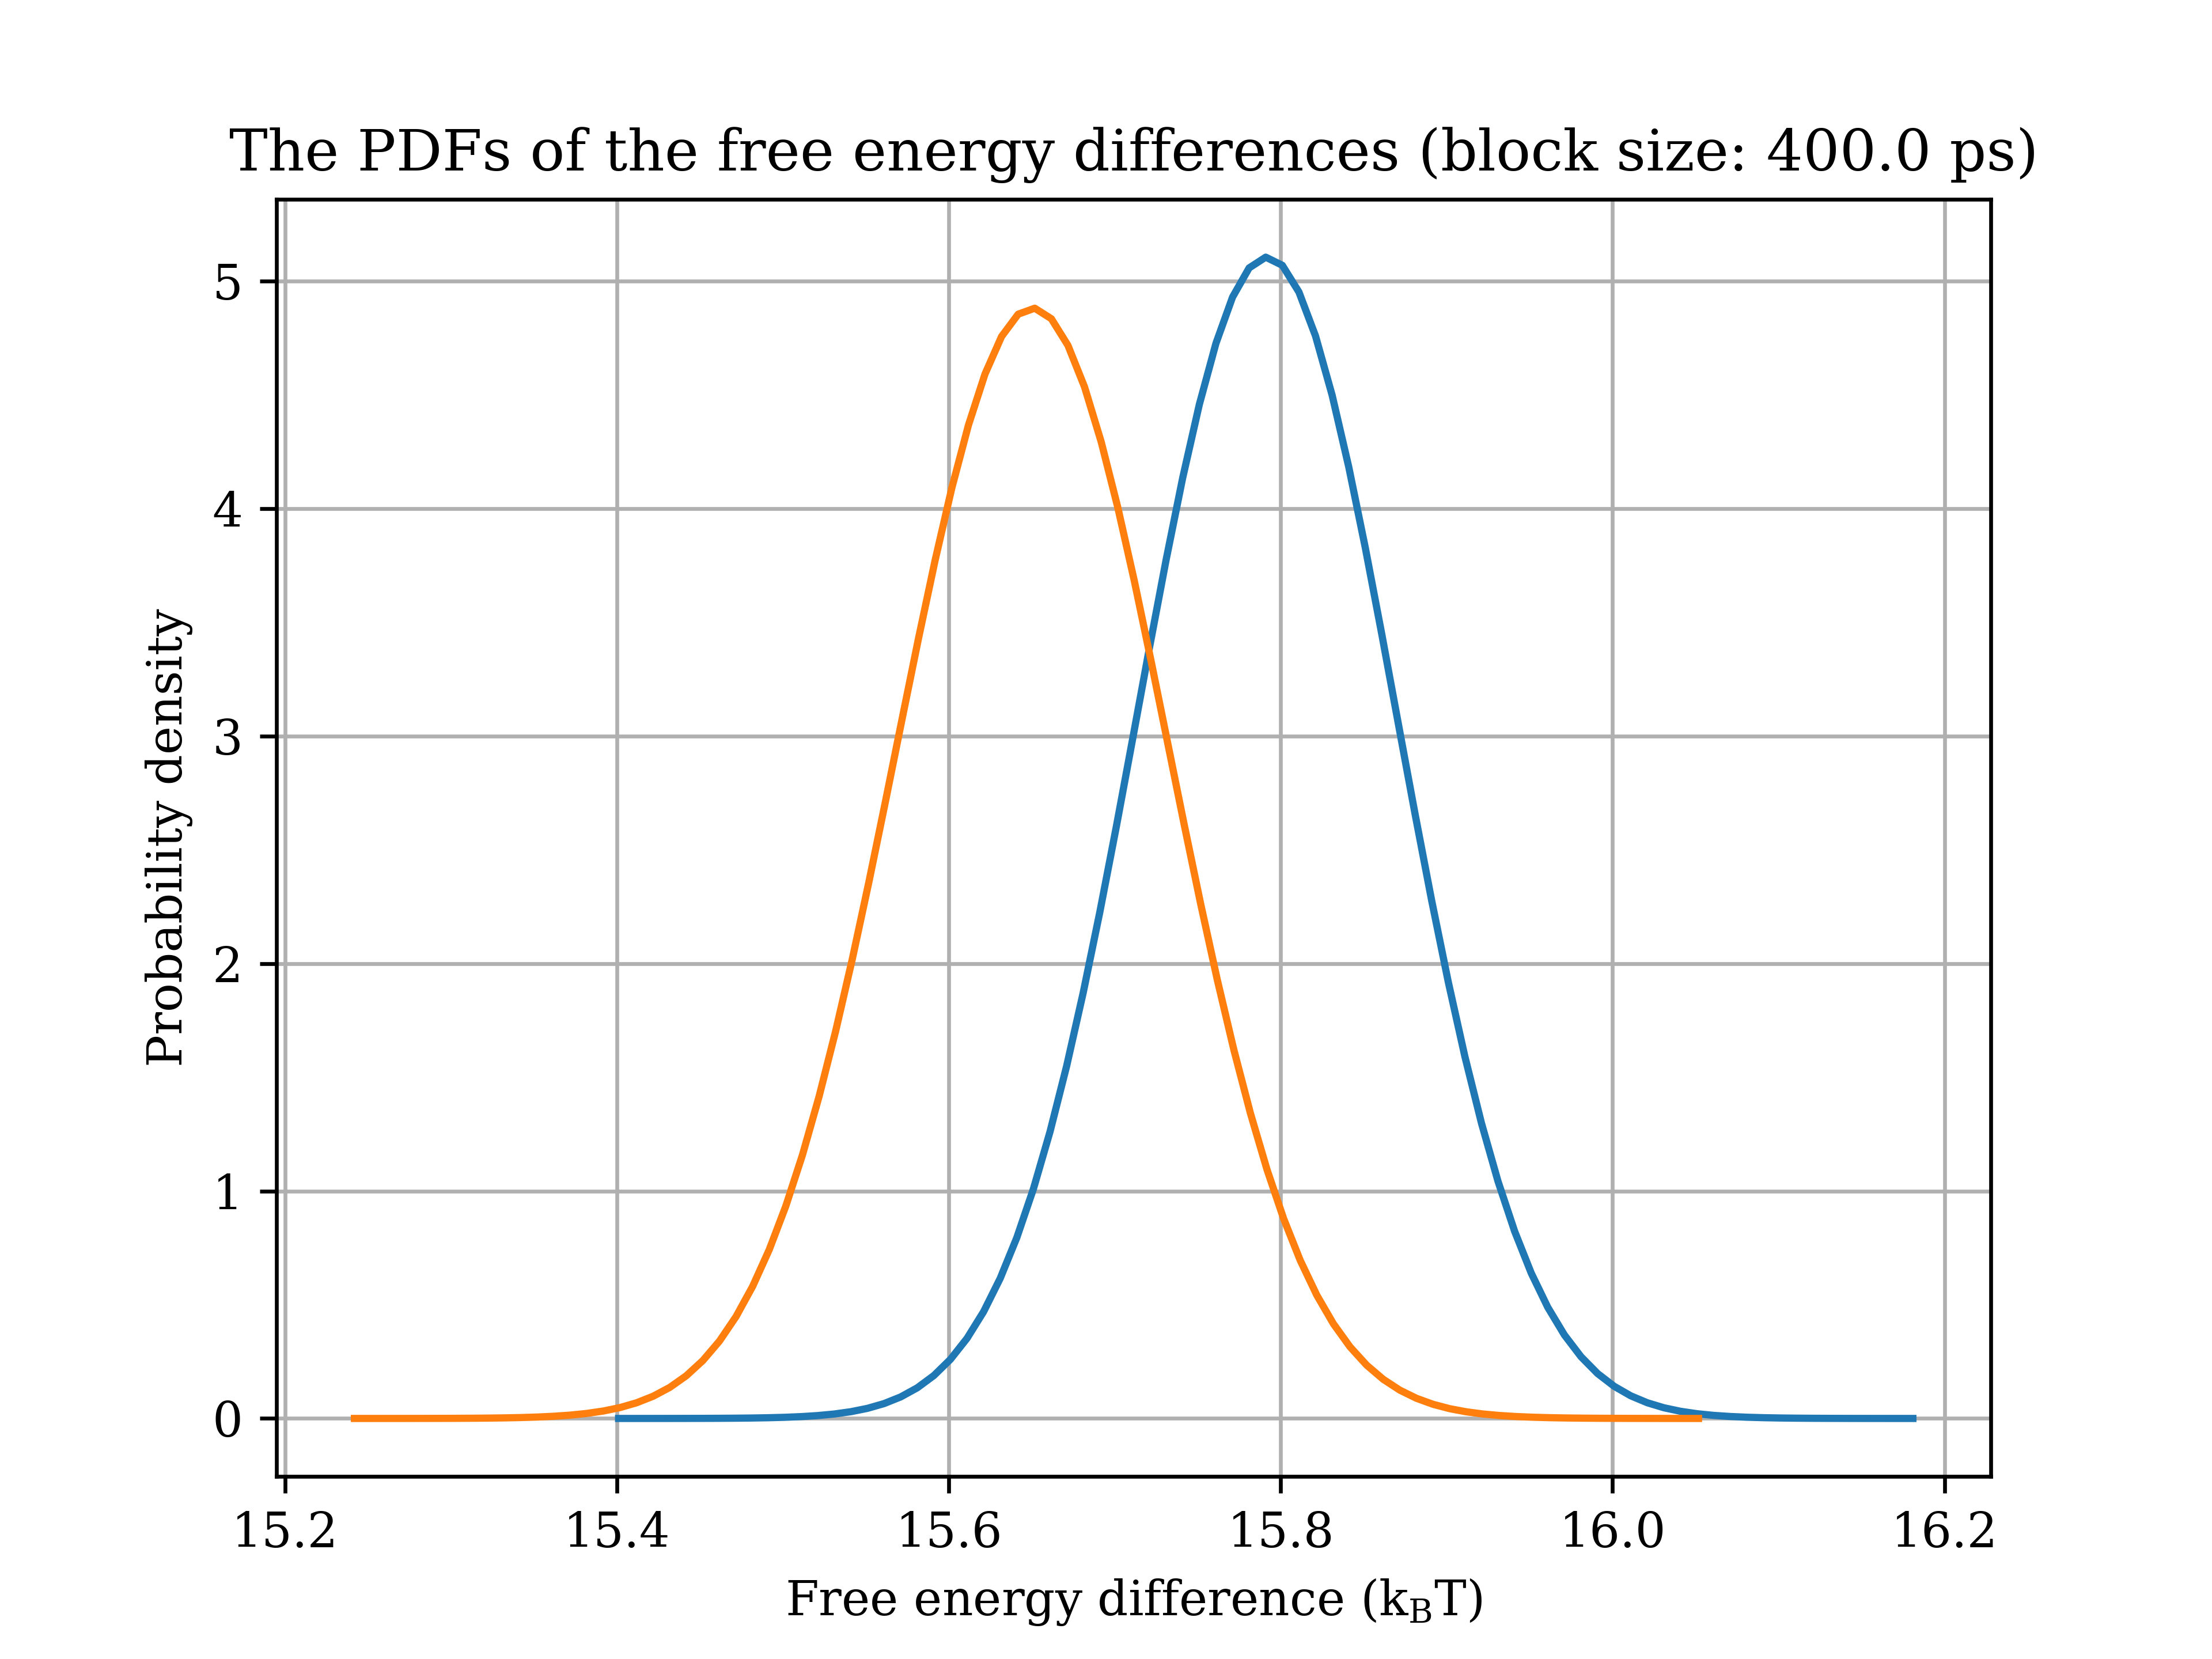 The PDFs of the free energy differences (block size: 400.0 ps)
Probability density
5
4
3
2
1
0
15.2 15.4 15.6 15.8 16.0 16.2
Free energy difference (k_BT)